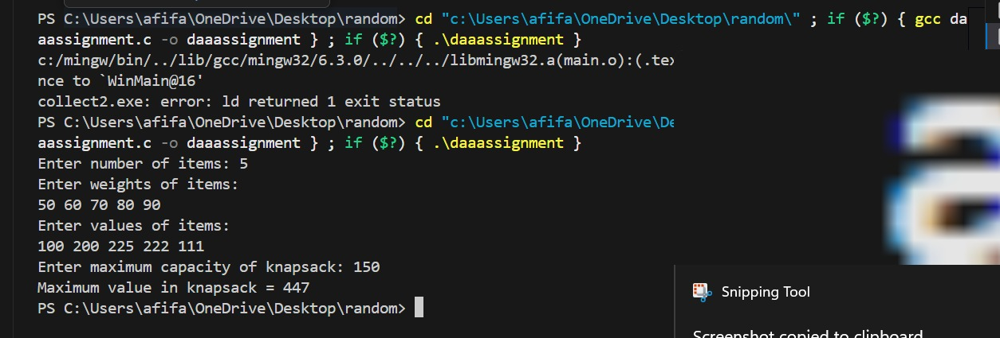 PS C:\Users\afifa\OneDrive\Desktop\random> cd "c:\Users\afifa\OneDrive\Desktop\random\" ; if ($?) { gcc da
aassignment.c -o daaassignment } ; if ($?) { .\daaassignment }
c:/mingw/bin/../lib/gcc/mingw32/6.3.0/../../../libmingw32.a(main.o):(.tex
nce to `WinMain@16'
collect2.exe: error: ld returned 1 exit status
PS C:\Users\afifa\OneDrive\Desktop\random> cd "c:\Users\afifa\OneDrive\De
aassignment.c -o daaassignment } ; if ($?) { .\daaassignment }
Enter number of items: 5
Enter weights of items:
50 60 70 80 90
Enter values of items:
100 200 225 222 111
Enter maximum capacity of knapsack: 150
Maximum value in knapsack = 447
PS C:\Users\afifa\OneDrive\Desktop\random>
Snipping Tool
Screenshot copied to clipboard